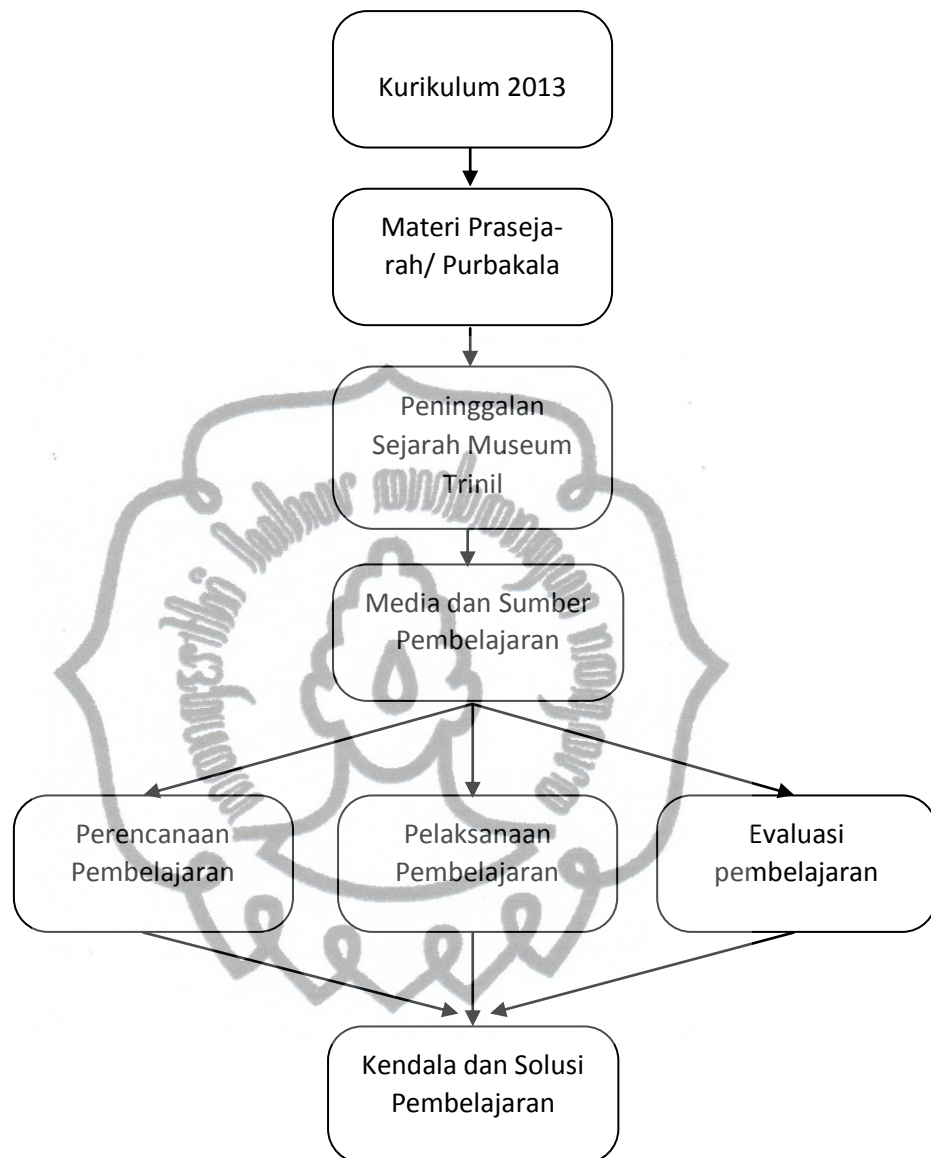 Kurikulum 2013
Materi Praseja-
rah/ Purbakala
Peninggalan
Sejarah Museum
Trinil
Media dan Sumber
Pembelajaran
Perencanaan
Pembelajaran
Pelaksanaan
Pembelajaran
Evaluasi
pembelajaran
Kendala dan Solusi
Pembelajaran